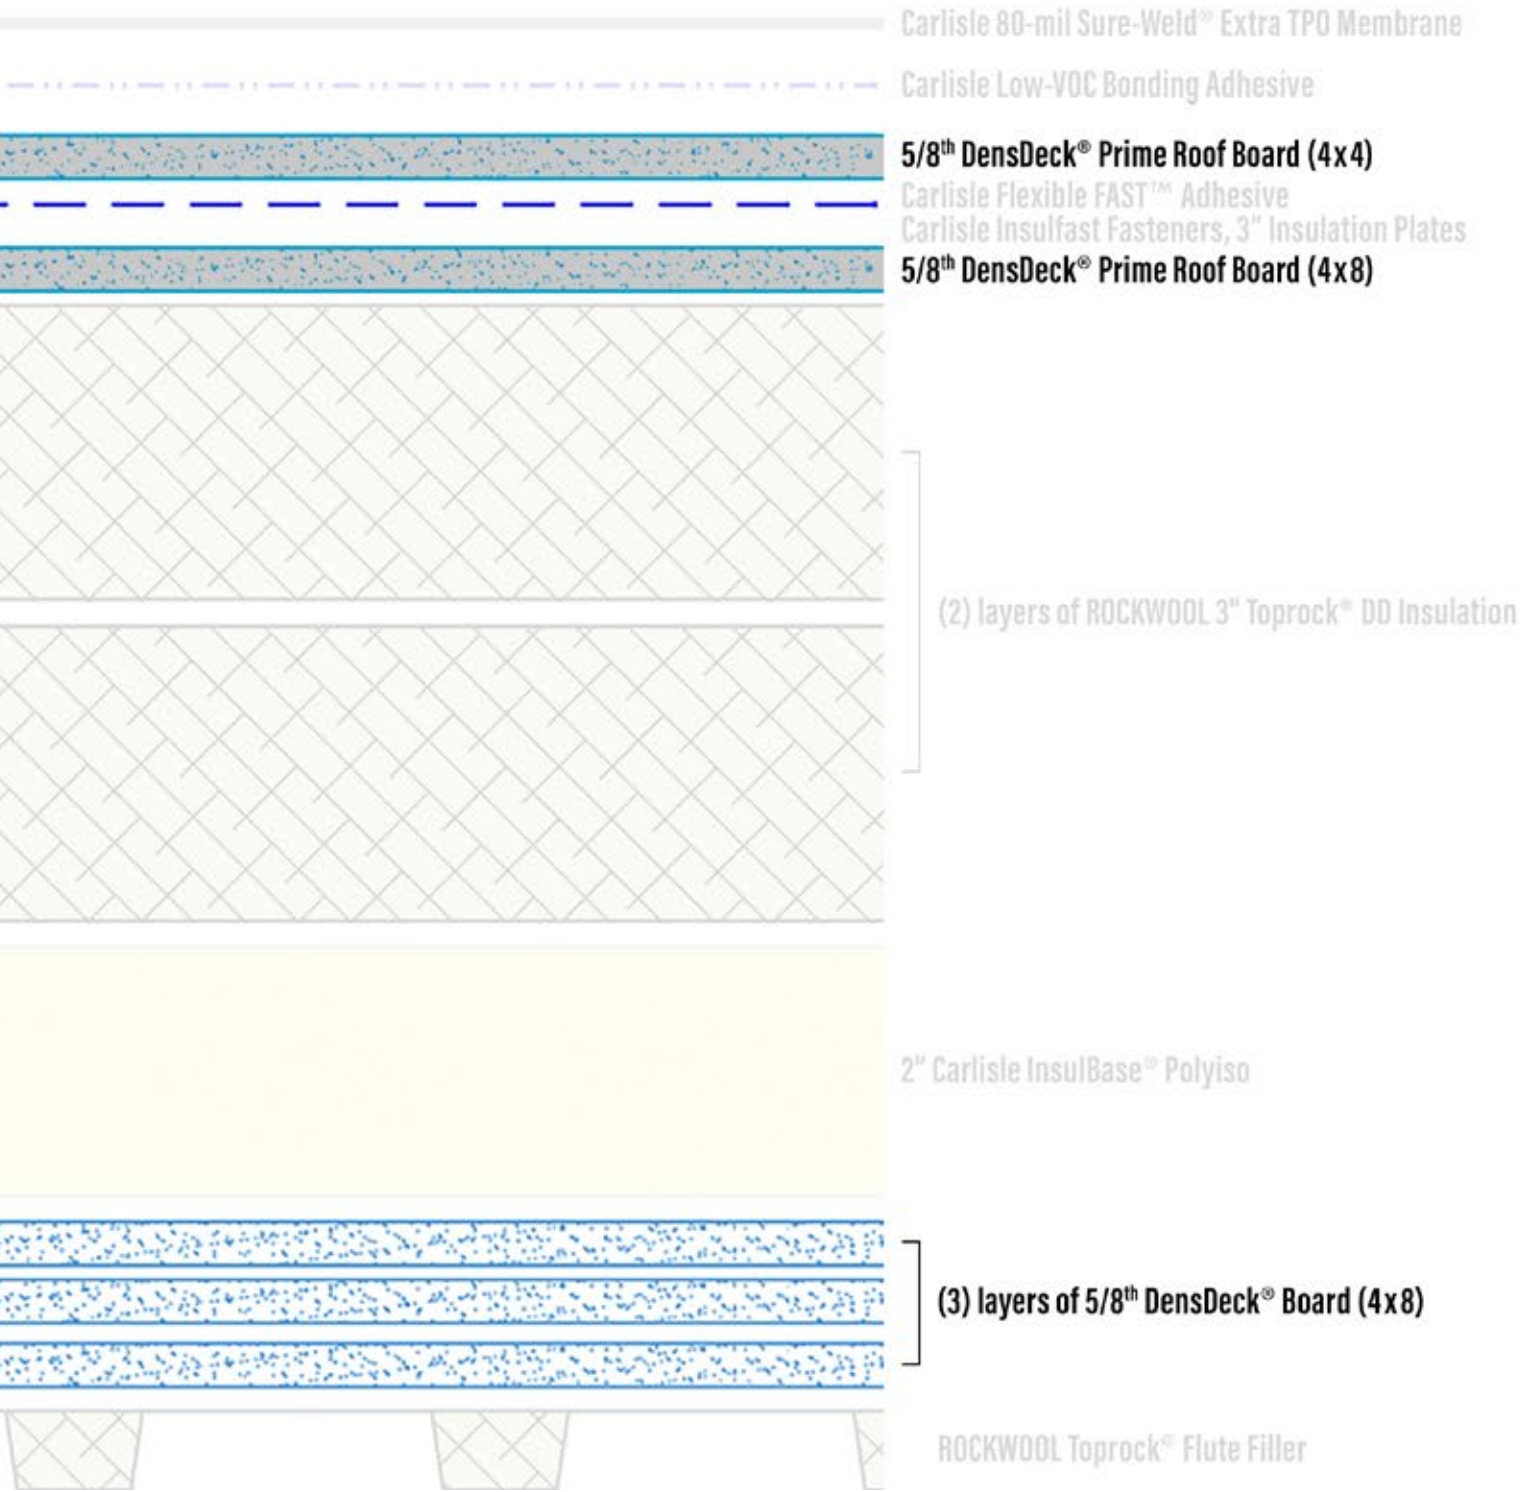 Carlisle 80-mil Sure-Weld® Extra TPO Membrane
Carlisle Low-VOC Bonding Adhesive
5/8th DensDeck® Prime Roof Board (4x4)
Carlisle Flexible FAST™ Adhesive
Carlisle Insulfast Fasteners, 3" Insulation Plates
5/8th DensDeck® Prime Roof Board (4x8)
(2) layers of ROCKWOOL 3" Toprock® DD Insulation
2" Carlisle InsulBase® Polyiso
(3) layers of 5/8th DensDeck® Board (4x8)
ROCKWOOL Toprock® Flute Filler